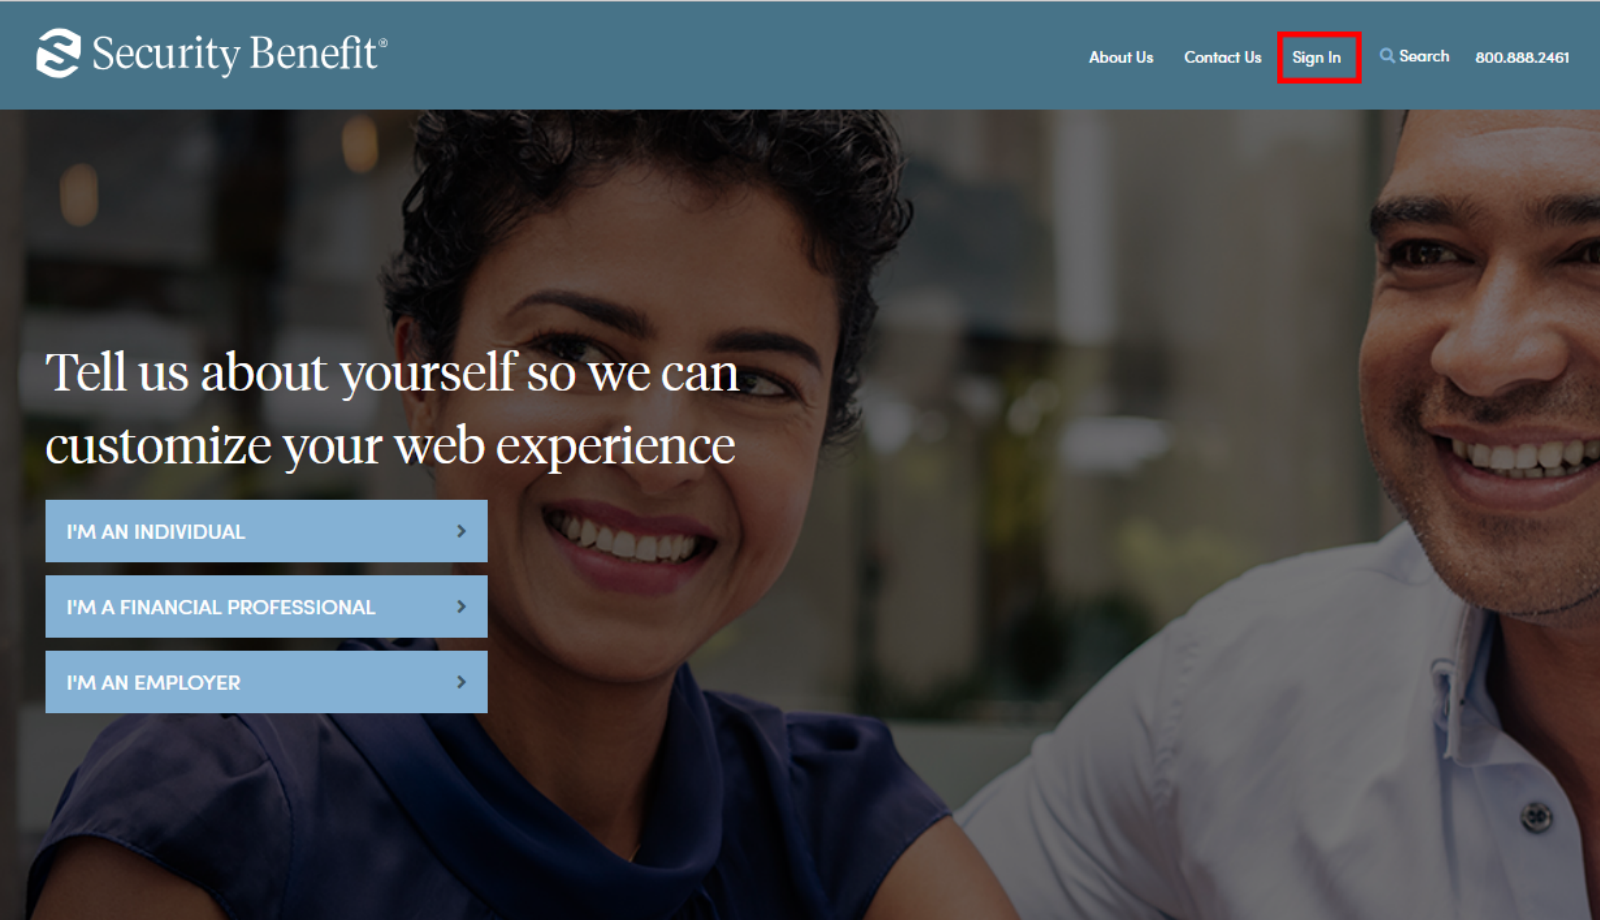 Security Benefit®
About Us
Contact Us
Sign In
Search
800.888.2461
Tell us about yourself so we can
customize your web experience
I'M AN INDIVIDUAL
I'M A FINANCIAL PROFESSIONAL
I'M AN EMPLOYER